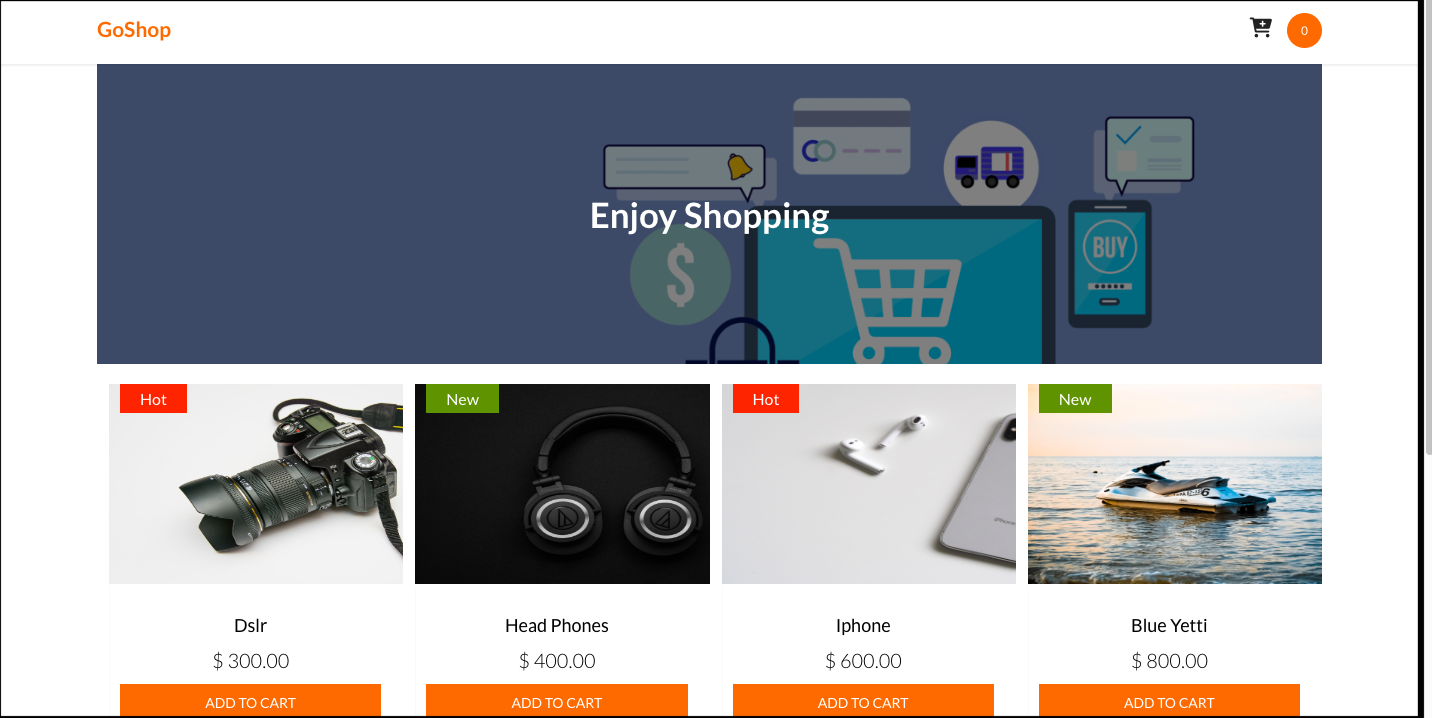 GoShop
0
Enjoy Shopping
BUY
Hot
New
Hot
New
Dslr
Head Phones
Iphone
Blue Yetti
$ 300.00
$ 400.00
$ 600.00
$ 800.00
ADD TO CART
ADD TO CART
ADD TO CART
ADD TO CART